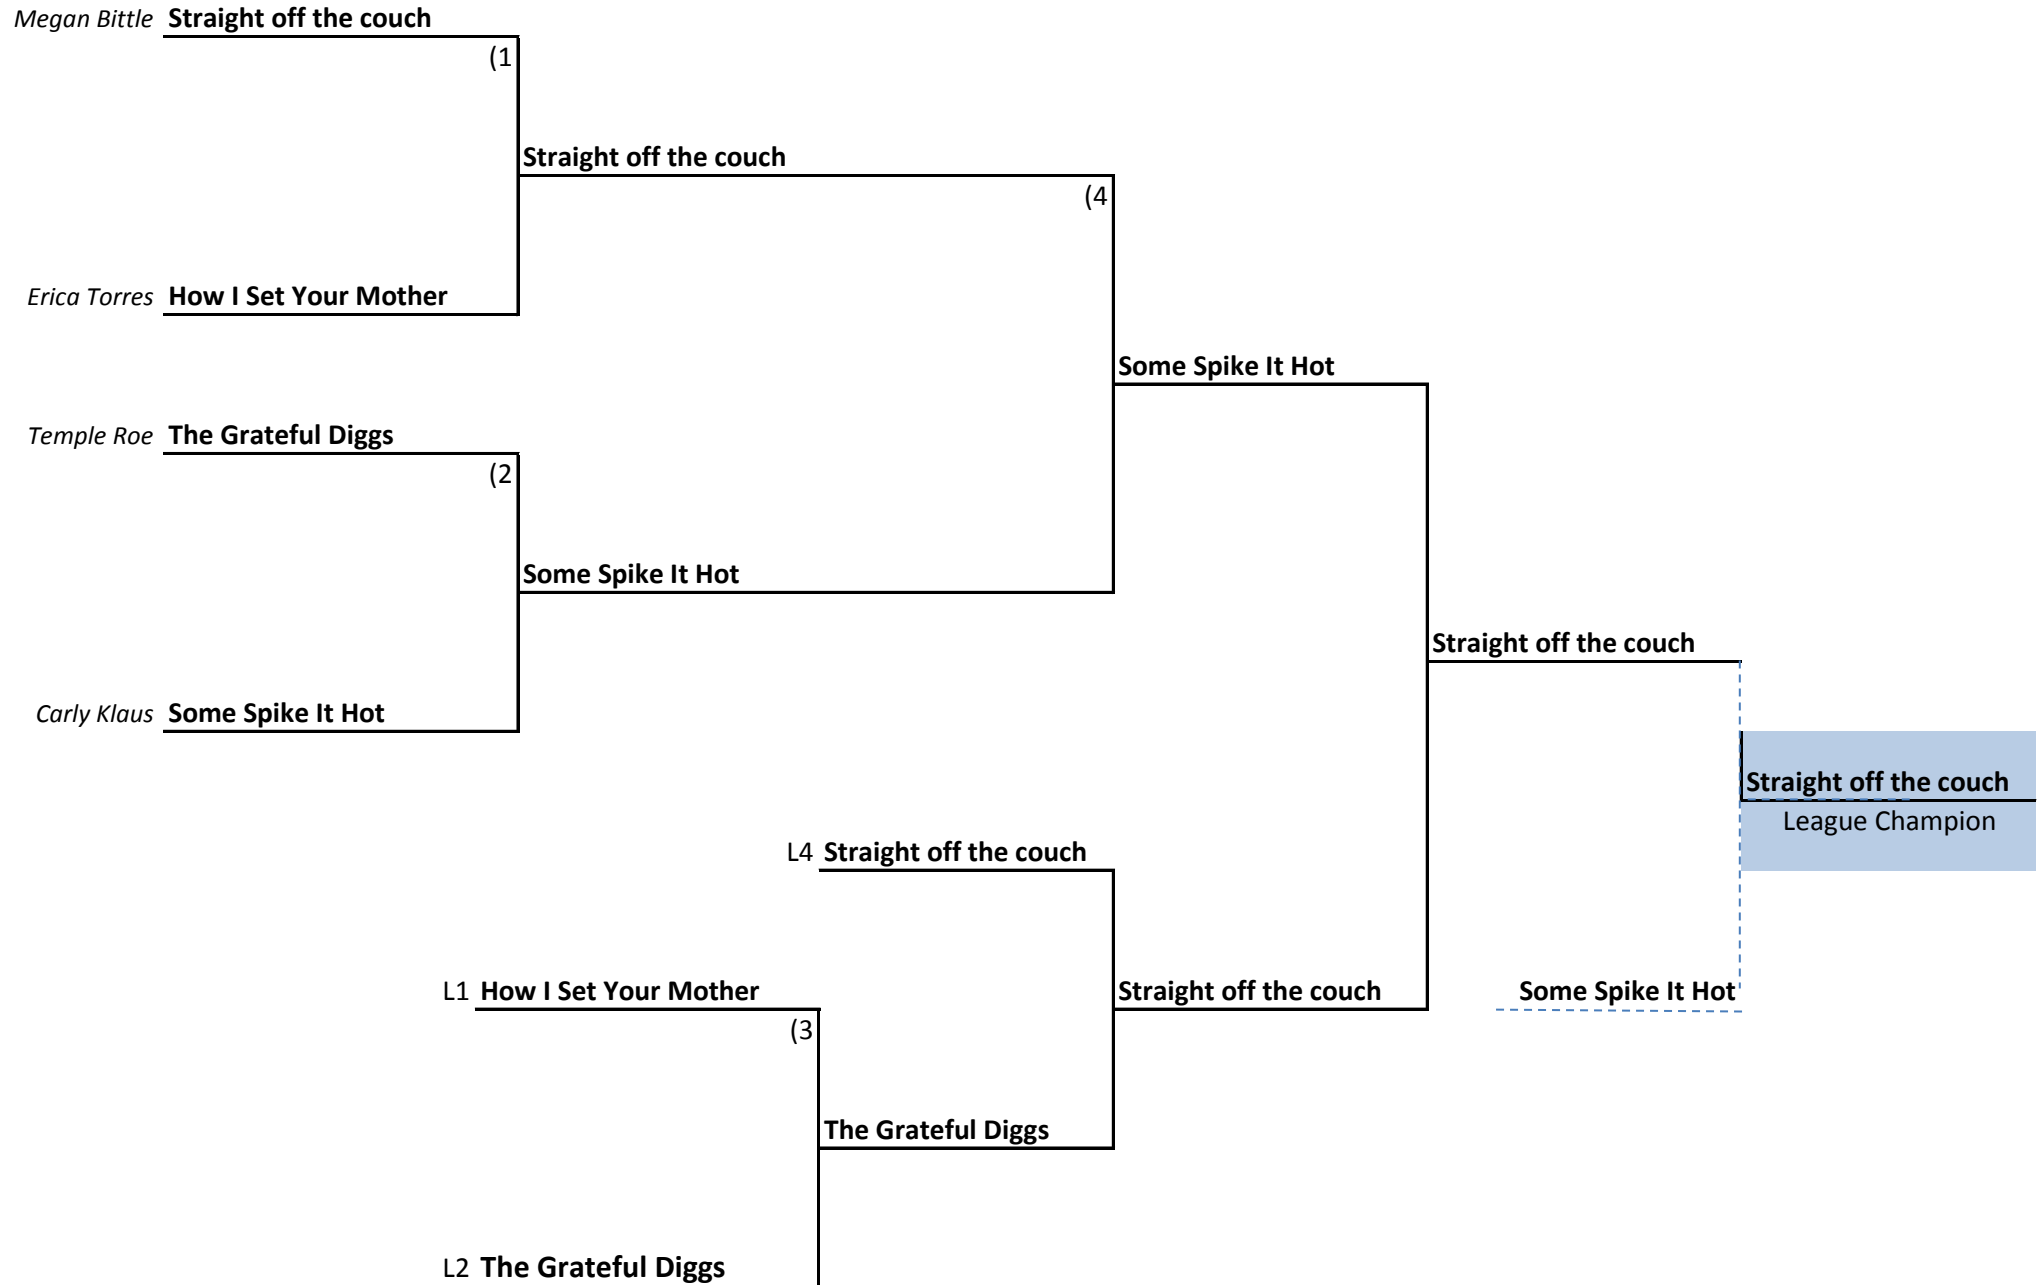 Megan Bittle Straight off the couch
(1
Straight off the couch
(4
Erica Torres How I Set Your Mother
Some Spike It Hot
Temple Roe The Grateful Diggs
(2
Some Spike It Hot
Straight off the couch
Carly Klaus Some Spike It Hot
Straight off the couch
League Champion
L4 Straight off the couch
L1 How I Set Your Mother
Straight off the couch
Some Spike It Hot
(3
The Grateful Diggs
L2 The Grateful Diggs